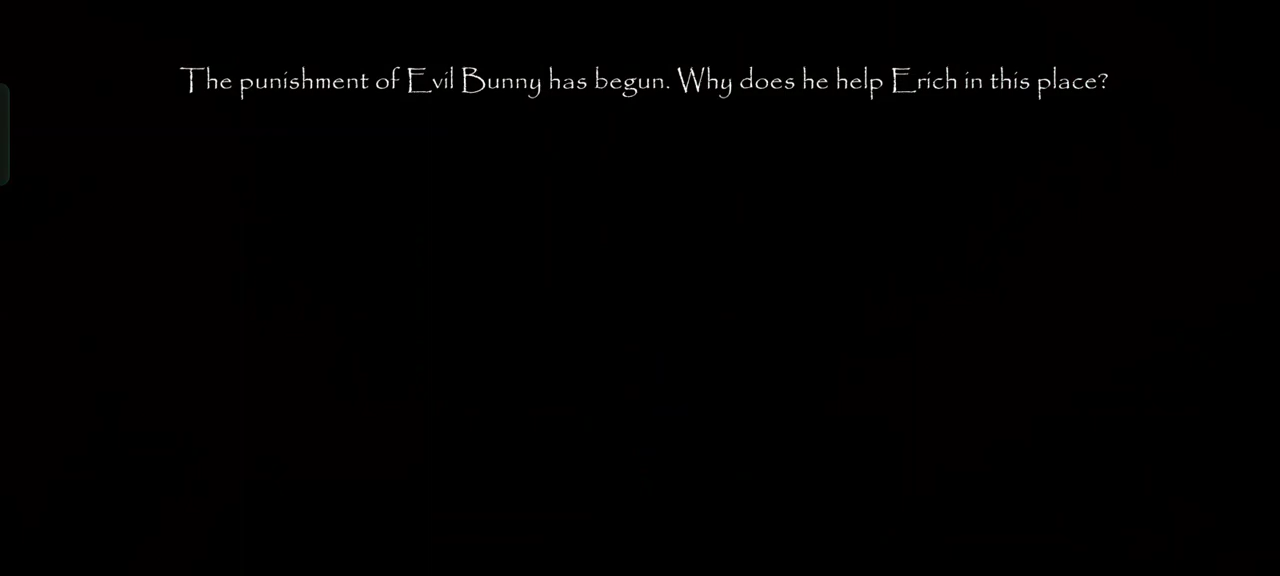 The punishment of Evil Bunny has begun. Why does he help Erich in this place?